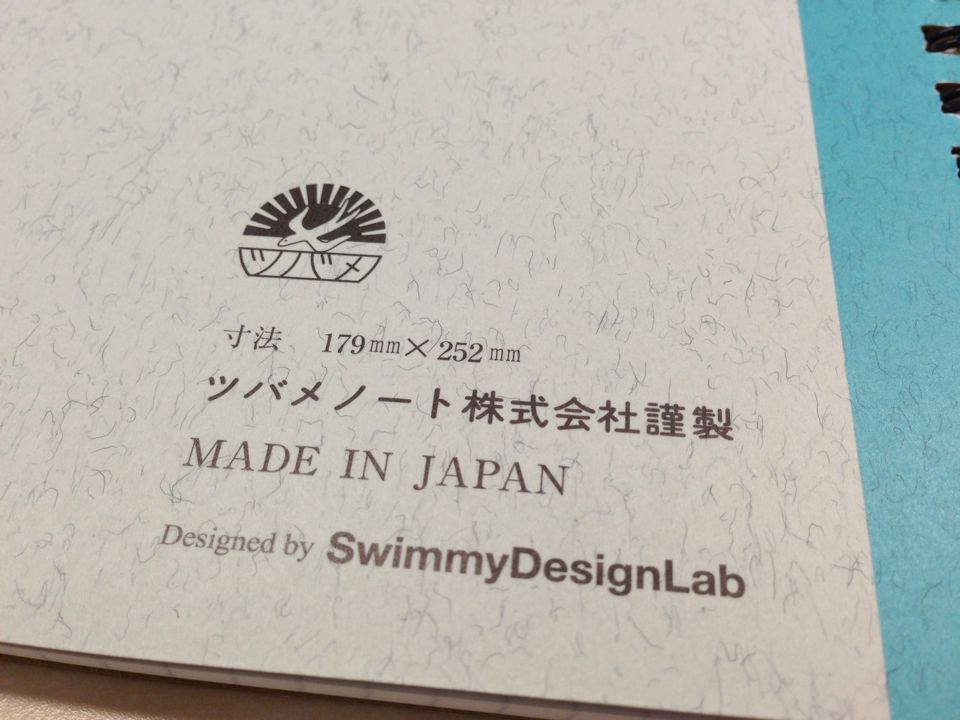 ツバメ
寸法 179㎜×252㎜
ツバメノート株式会社謹製
MADE IN JAPAN
Designed by SwimmyDesignLab